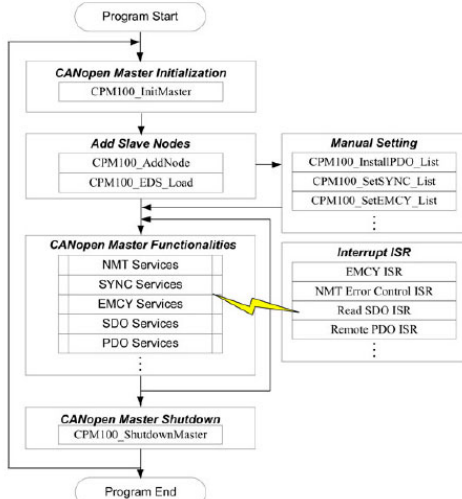 Program Start
CANopen Master Initialization
CPM100_InitMaster
Add Slave Nodes
CPM100_AddNode
CPM100_EDS_Load
Manual Setting
CPM100_InstallPDO_List
CPM100_SetSYNC_List
CPM100_SetEMCY_List
⋮
CANopen Master Functionalities
NMT Services
SYNC Services
EMCY Services
SDO Services
PDO Services
⋮
Interrupt ISR
EMCY ISR
NMT Error Control ISR
Read SDO ISR
Remote PDO ISR
⋮
CANopen Master Shutdown
CPM100_ShutdownMaster
Program End